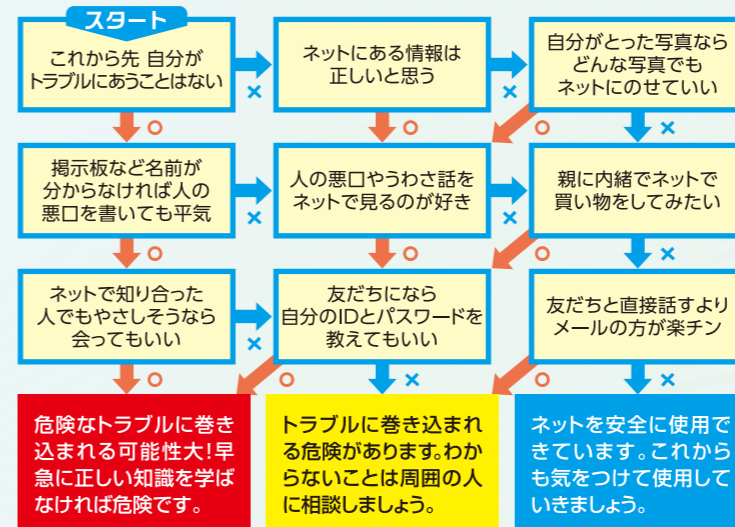 スタート
これから先 自分が
トラブルにあうことはない
×
○
ネットにある情報は
正しいと思う
×
○
自分がとった写真なら
どんな写真でも
ネットにのせていい
○
×
掲示板など名前が
分からなければ人の
悪口を書いても平気
×
○
人の悪口やうわさ話を
ネットで見るのが好き
×
○
親に内緒でネットで
買い物をしてみたい
○
×
ネットで知り合った
人でもやさしそうなら
会ってもいい
×
○
友だちになら
自分のIDとパスワードを
教えてもいい
○
×
友だちと直接話すより
メールの方が楽チン
○
×
危険なトラブルに巻き
込まれる可能性大!早
急に正しい知識を学ば
なければ危険です。
トラブルに巻き込まれ
る危険があります。わか
らないことは周囲の人
に相談しましょう。
ネットを安全に使用で
きています。これから
も気をつけて使用して
いきましょう。